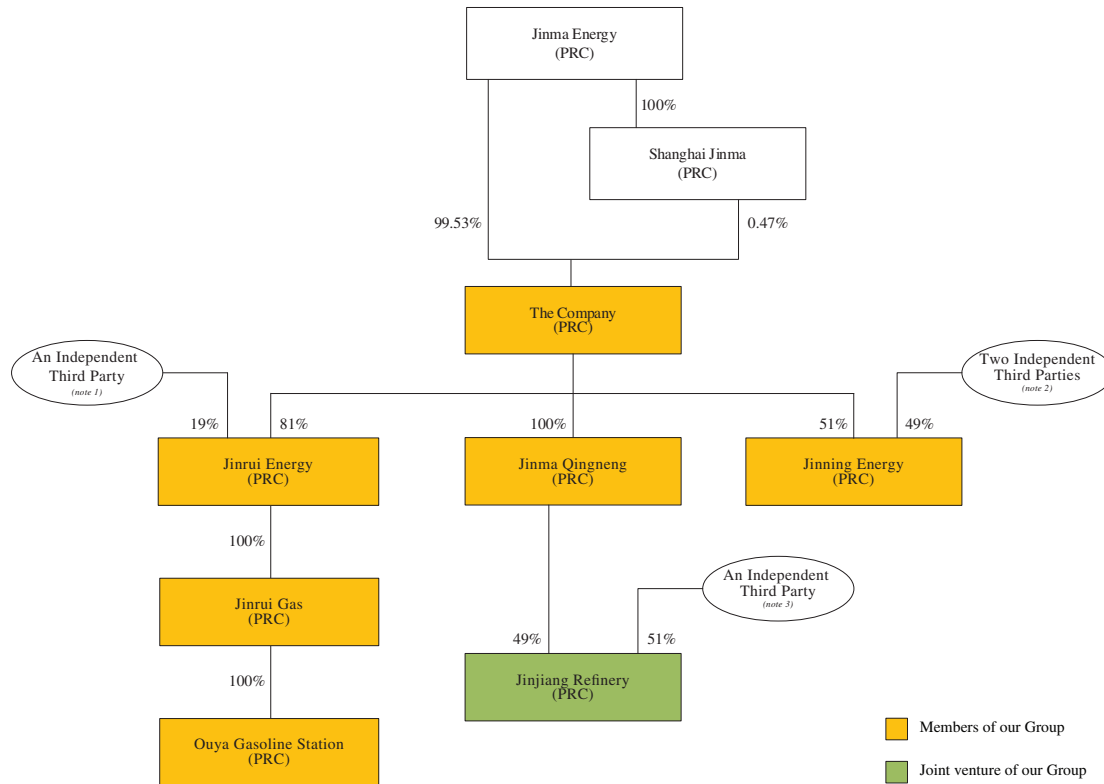 Jinma Energy
(PRC)
100%
Shanghai Jinma
(PRC)
99.53%
0.47%
The Company
(PRC)
An Independent
Third Party
(note 1)
Two Independent
Third Parties
(note 2)
19%
81%
100%
51%
49%
Jinrui Energy
(PRC)
Jinma Qingneng
(PRC)
Jinning Energy
(PRC)
100%
An Independent
Third Party
(note 3)
Jinrui Gas
(PRC)
49%
51%
Jinjiang Refinery
(PRC)
100%
Ouya Gasoline Station
(PRC)
Members of our Group
Joint venture of our Group